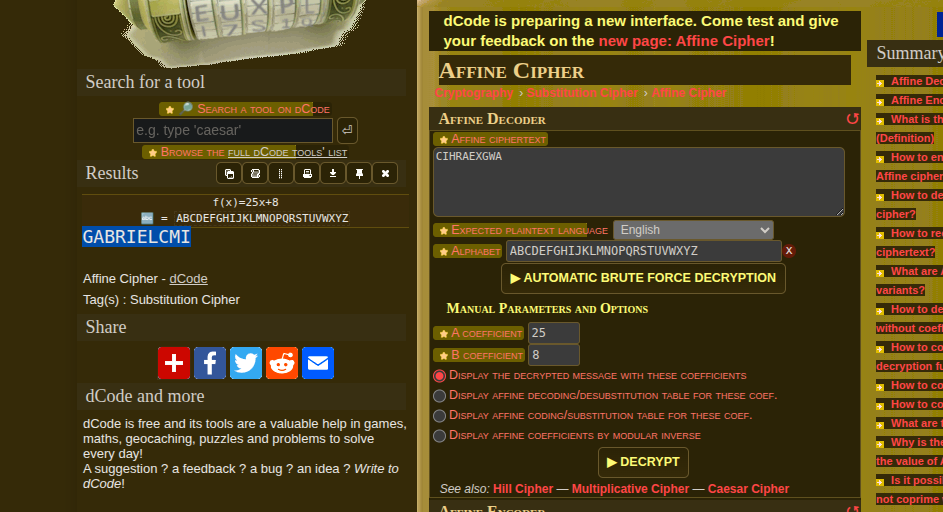 EUXPL
Search for a tool
🔎 Search a tool on dCode
e.g. type 'caesar'
⏎
Browse the full dCode tools' list
Results
f(x)=25x+8
🔤 = ABCDEFGHIJKLMNOPQRSTUVWXYZ
GABRIELCMI
Affine Cipher - dCode
Tag(s) : Substitution Cipher
Share
dCode and more
dCode is free and its tools are a valuable help in games,
maths, geocaching, puzzles and problems to solve
every day!
A suggestion ? a feedback ? a bug ? an idea ? Write to
dCode!
dCode is preparing a new interface. Come test and give
your feedback on the new page: Affine Cipher!
Affine Cipher
Cryptography › Substitution Cipher › Affine Cipher
Affine Decoder ↺
Affine ciphertext
CIHRAEXGWA
Expected plaintext language English
Alphabet ABCDEFGHIJKLMNOPQRSTUVWXYZ X
▶ AUTOMATIC BRUTE FORCE DECRYPTION
Manual Parameters and Options
A coefficient 25
B coefficient 8
Display the decrypted message with these coefficients
Display affine decoding/desubstitution table for these coef.
Display affine coding/substitution table for these coef.
Display affine coefficients by modular inverse
▶ DECRYPT
See also: Hill Cipher — Multiplicative Cipher — Caesar Cipher
Affine Encoder ↺
Summary
Affine Dec
Affine Enc
What is th
(Definition)
How to en
Affine cipher
How to de
cipher?
How to rec
ciphertext?
What are A
variants?
How to de
without coeff
How to co
decryption fu
How to co
How to co
What are t
Why is the
the value of A
Is it possi
not coprime